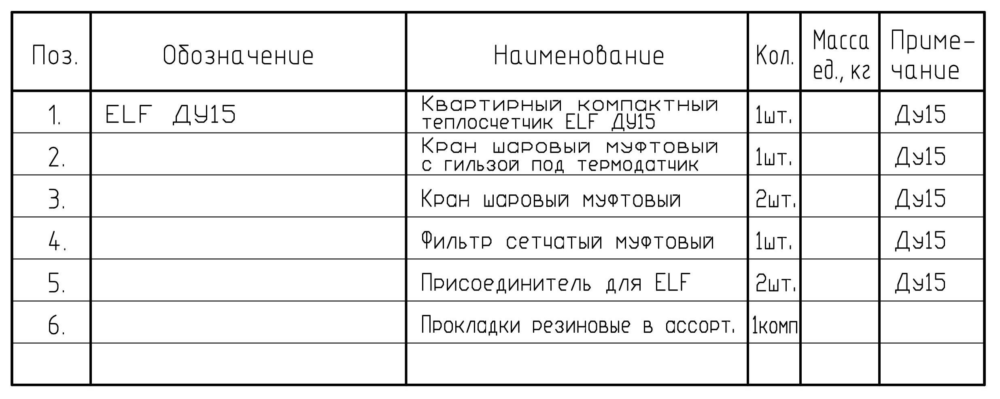 Поз. Обозначение Наименование Кол. Масса ед., кг Приме- чание
1. ELF ДУ15 Квартирный компактный теплосчетчик ELF ДУ15 1шт. Ду15
2. Кран шаровый муфтовый с гильзой под термодатчик 1шт. Ду15
3. Кран шаровый муфтовый 2шт. Ду15
4. Фильтр сетчатый муфтовый 1шт. Ду15
5. Присоединитель для ELF 2шт. Ду15
6. Прокладки резиновые в ассорт. 1комп